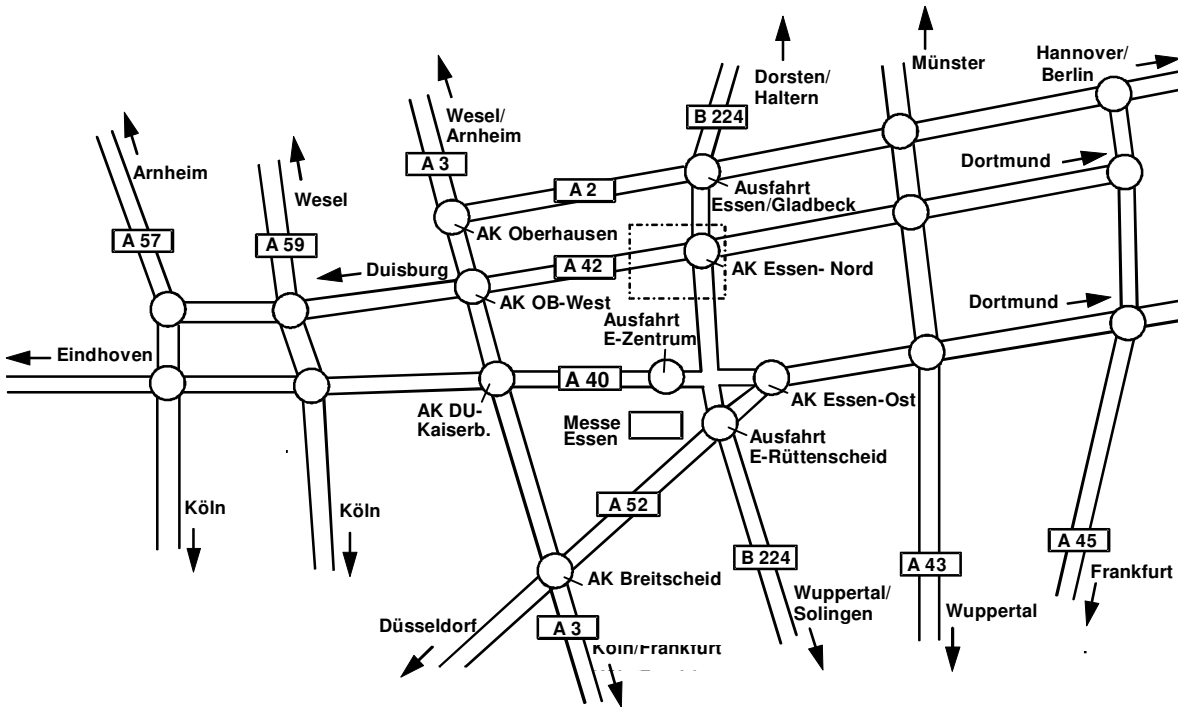 Hannover/
Berlin
Münster
Dorsten/
Haltern
B 224
Wesel/
Arnheim
A 3
Arnheim
Wesel
A 2
Dortmund
Ausfahrt
Essen/Gladbeck
AK Oberhausen
A 57
A 59
Duisburg
A 42
AK Essen- Nord
AK OB-West
Dortmund
Ausfahrt
E-Zentrum
Eindhoven
A 40
AK Essen-Ost
AK DU-
Kaiserb.
Messe
Essen
Ausfahrt
E-Rüttenscheid
Köln
Köln
A 52
A 45
B 224
A 43
Frankfurt
AK Breitscheid
Wuppertal/
Solingen
Wuppertal
Düsseldorf
A 3
Köln/Frankfurt